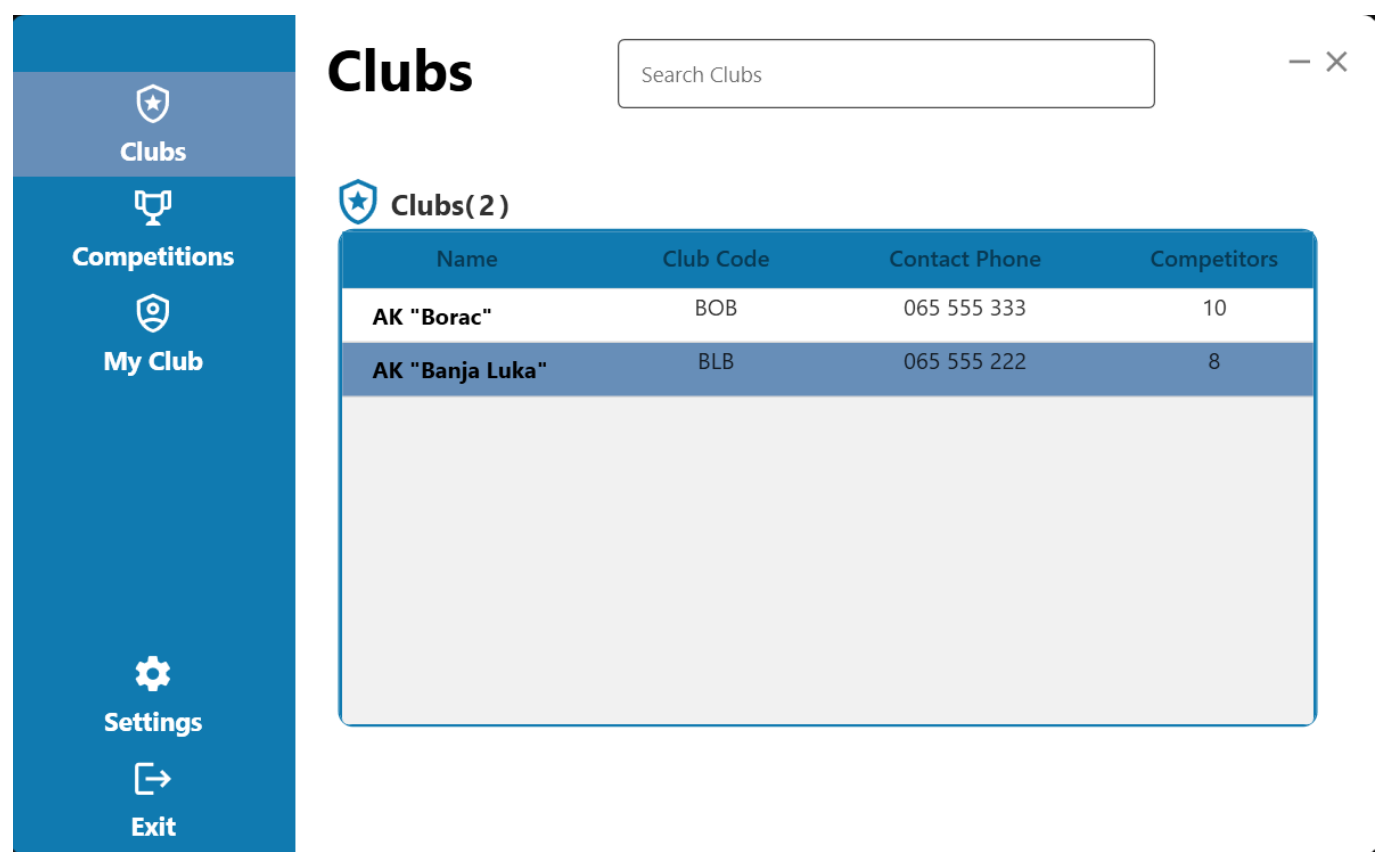 Clubs
Search Clubs
Clubs
Competitions
My Club
Settings
Exit
Clubs(2)
Name Club Code Contact Phone Competitors
AK "Borac" BOB 065 555 333 10
AK "Banja Luka" BLB 065 555 222 8